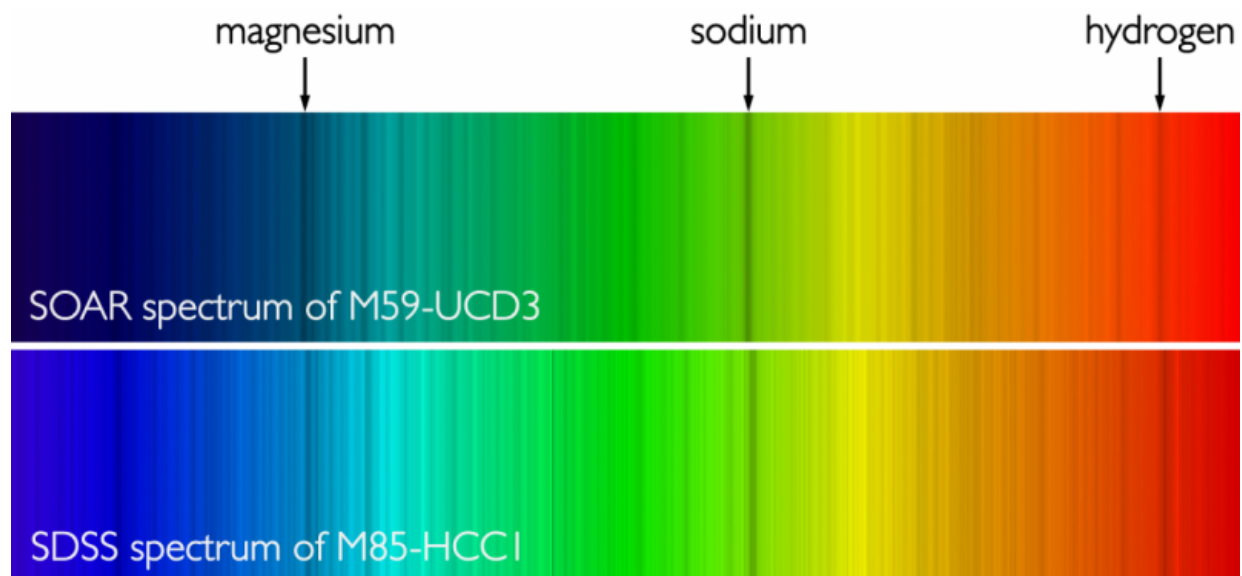 magnesium sodium hydrogen
SOAR spectrum of M59-UCD3
SDSS spectrum of M85-HCC1